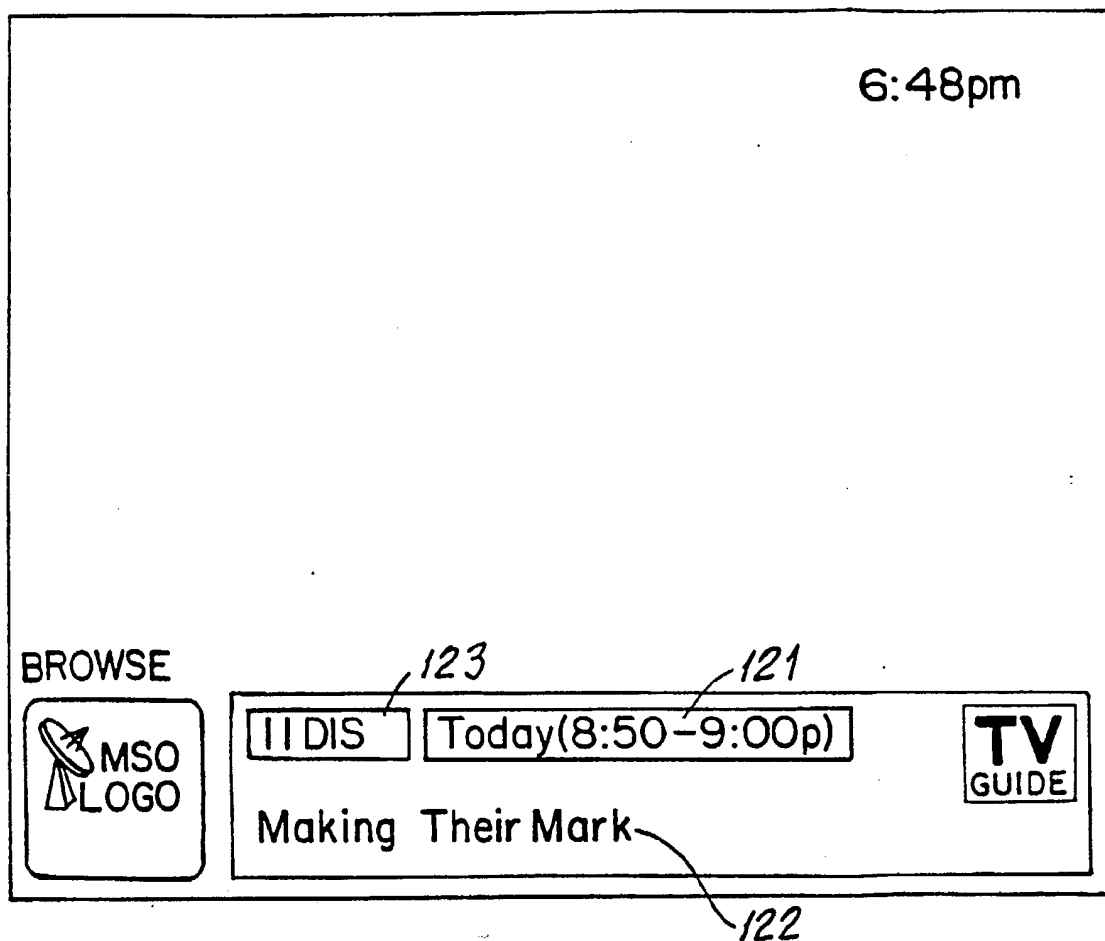 6:48pm
BROWSE
123
121
MSO
LOGO
11 DIS
Today(8:50-9:00p)
TV
GUIDE
Making Their Mark
122